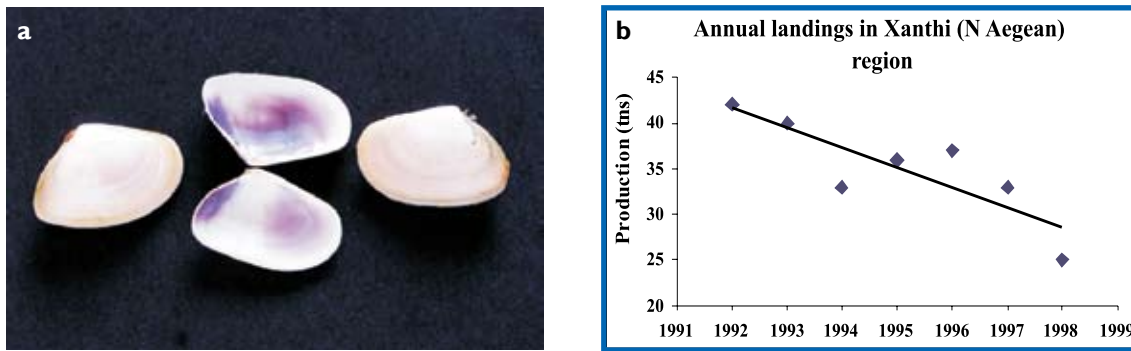 a
b
Annual landings in Xanthi (N Aegean)
region
Production (tns)
45
40
35
30
25
20
1991 1992 1993 1994 1995 1996 1997 1998 1999